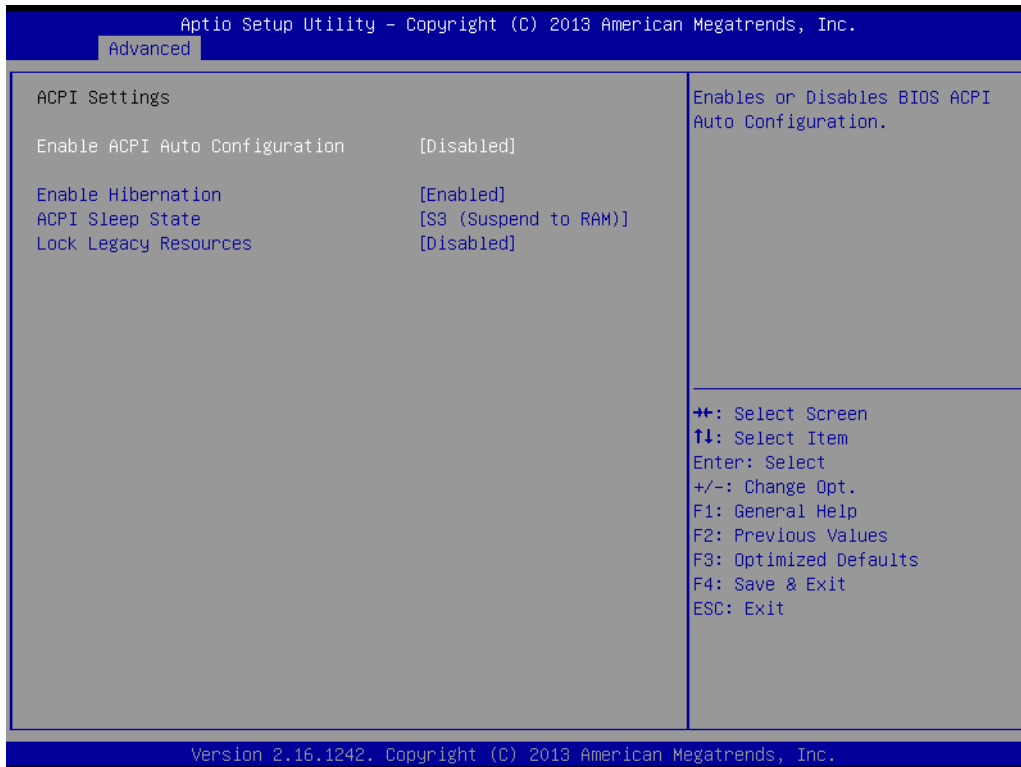 Aptio Setup Utility – Copyright (C) 2013 American Megatrends, Inc.
Advanced
ACPI Settings
Enable ACPI Auto Configuration [Disabled]
Enable Hibernation [Enabled]
ACPI Sleep State [S3 (Suspend to RAM)]
Lock Legacy Resources [Disabled]
Enables or Disables BIOS ACPI
Auto Configuration.
→←: Select Screen
↑↓: Select Item
Enter: Select
+/-: Change Opt.
F1: General Help
F2: Previous Values
F3: Optimized Defaults
F4: Save & Exit
ESC: Exit
Version 2.16.1242. Copyright (C) 2013 American Megatrends, Inc.